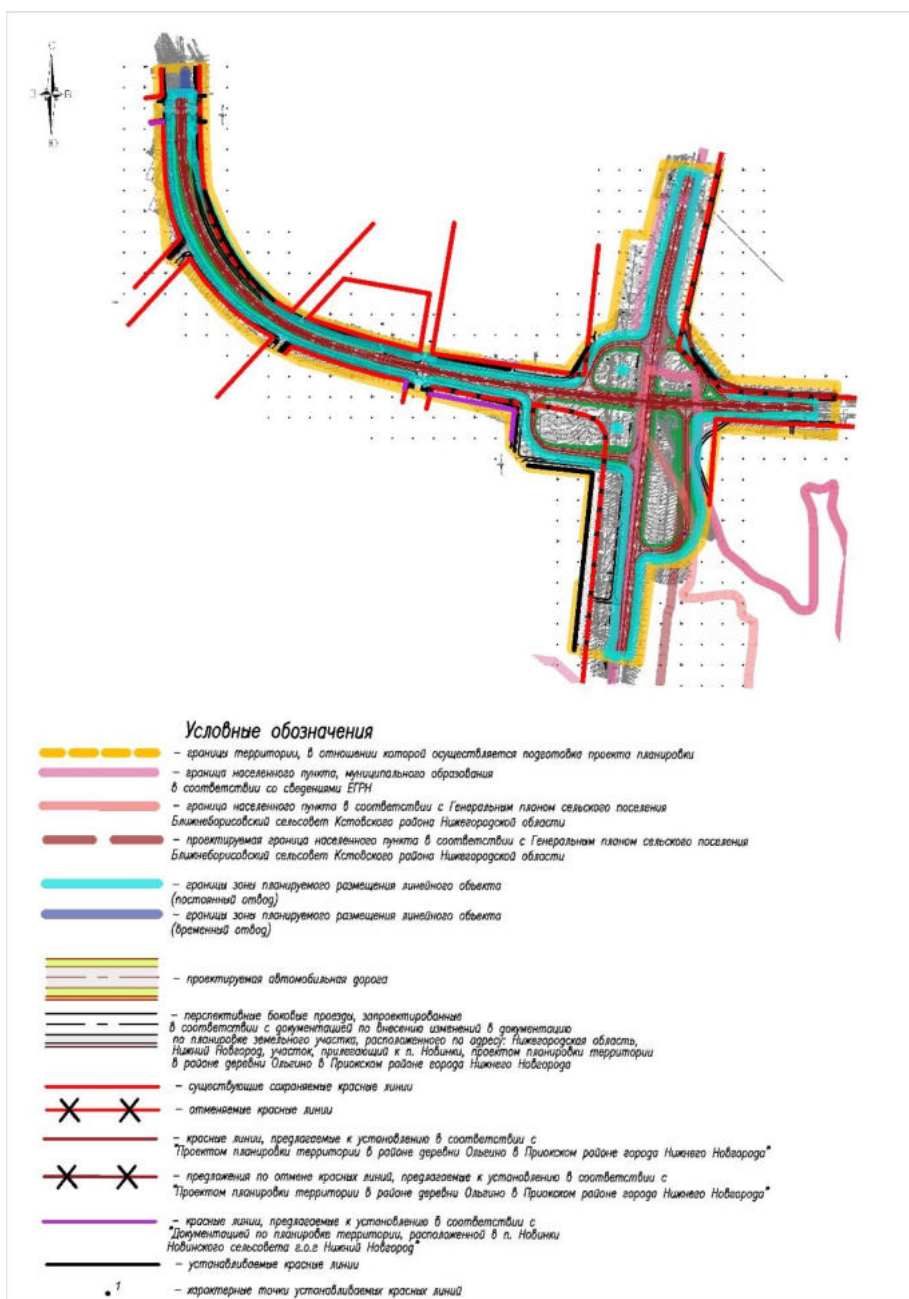 С
З
В
Ю
Условные обозначения
– границы территории, в отношении которой осуществляется подготовка проекта планировки
– граница населенного пункта, муниципального образования
в соответствии со сведениями ЕГРН
– граница населенного пункта в соответствии с Генеральным планом сельского поселения
Ближнеборисовский сельсовет Кстовского района Нижегородской области
– проектируемая граница населенного пункта в соответствии с Генеральным планом сельского поселения
Ближнеборисовский сельсовет Кстовского района Нижегородской области
– границы зоны планируемого размещения линейного объекта
(постоянный отвод)
– границы зоны планируемого размещения линейного объекта
(временный отвод)
– проектируемая автомобильная дорога
– перспективные боковые проезды, запроектированные
в соответствии с документацией по внесению изменений в документацию
по планировке земельного участка, расположенного по адресу: Нижегородская область,
Нижний Новгород, участок, прилегающий к п. Новинки, проектом планировки территории
в районе деревни Ольгино в Приокском районе города Нижнего Новгорода
– существующие сохраняемые красные линии
– отменяемые красные линии
– красные линии, предлагаемые к установлению в соответствии с
"Проектом планировки территории в районе деревни Ольгино в Приокском районе города Нижнего Новгорода"
– предложения по отмене красных линий, предлагаемые к установлению в соответствии с
"Проектом планировки территории в районе деревни Ольгино в Приокском районе города Нижнего Новгорода"
– красные линии, предлагаемые к установлению в соответствии с
"Документацией по планировке территории, расположенной в п. Новинки
Новинского сельсовета г.о.г Нижний Новгород"
– устанавливаемые красные линии
1
– характерные точки устанавливаемых красных линий